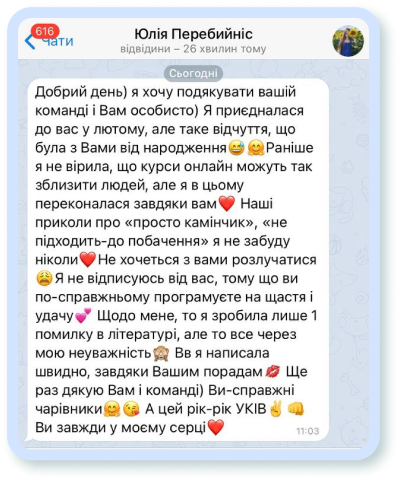 616
Чати
Юлія Перебийніс
відвідини – 26 хвилин тому
Сьогодні
Добрий день) я хочу подякувати вашій
команді і Вам особисто) Я приєдналася
до вас у лютому, але таке відчуття, що
була з Вами від народження😅🤗Раніше
я не вірила, що курси онлайн можуть так
зблизити людей, але я в цьому
переконалася завдяки вам❤️ Наші
приколи про «просто камінчик», «не
підходить-до побачення» я не забуду
ніколи❤️Не хочеться з вами розлучатися
😩Я не відписуюсь від вас, тому що ви
по-справжньому програмуєте на щастя і
удачу💕 Щодо мене, то я зробила лише 1
помилку в літературі, але то все через
мою неуважність🙈 Вв я написала
швидно, завдяки Вашим порадам💋 Ще
раз дякую Вам і команді) Ви-справжні
чарівники🤗😘 А цей рік-рік УКІВ✌️👊
Ви завжди у моєму серці❤️
11:03